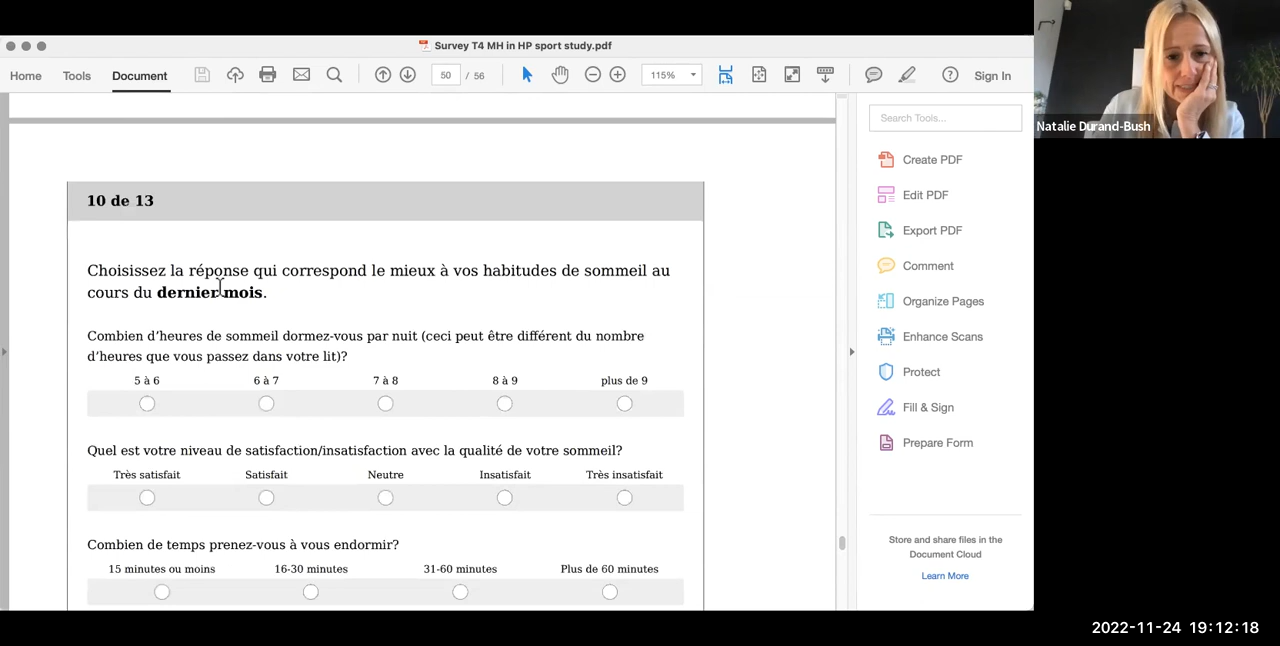 Survey T4 MH in HP sport study.pdf
Home Tools Document 50 / 56 115% Sign In
Search Tools...
Natalie Durand-Bush
Create PDF
Edit PDF
Export PDF
Comment
Organize Pages
Enhance Scans
Protect
Fill & Sign
Prepare Form
Store and share files in the
Document Cloud
Learn More
10 de 13
Choisissez la réponse qui correspond le mieux à vos habitudes de sommeil au
cours du dernier mois.
Combien d’heures de sommeil dormez-vous par nuit (ceci peut être différent du nombre
d’heures que vous passez dans votre lit)?
5 à 6 6 à 7 7 à 8 8 à 9 plus de 9
Quel est votre niveau de satisfaction/insatisfaction avec la qualité de votre sommeil?
Très satisfait Satisfait Neutre Insatisfait Très insatisfait
Combien de temps prenez-vous à vous endormir?
15 minutes ou moins 16-30 minutes 31-60 minutes Plus de 60 minutes
2022-11-24 19:12:18